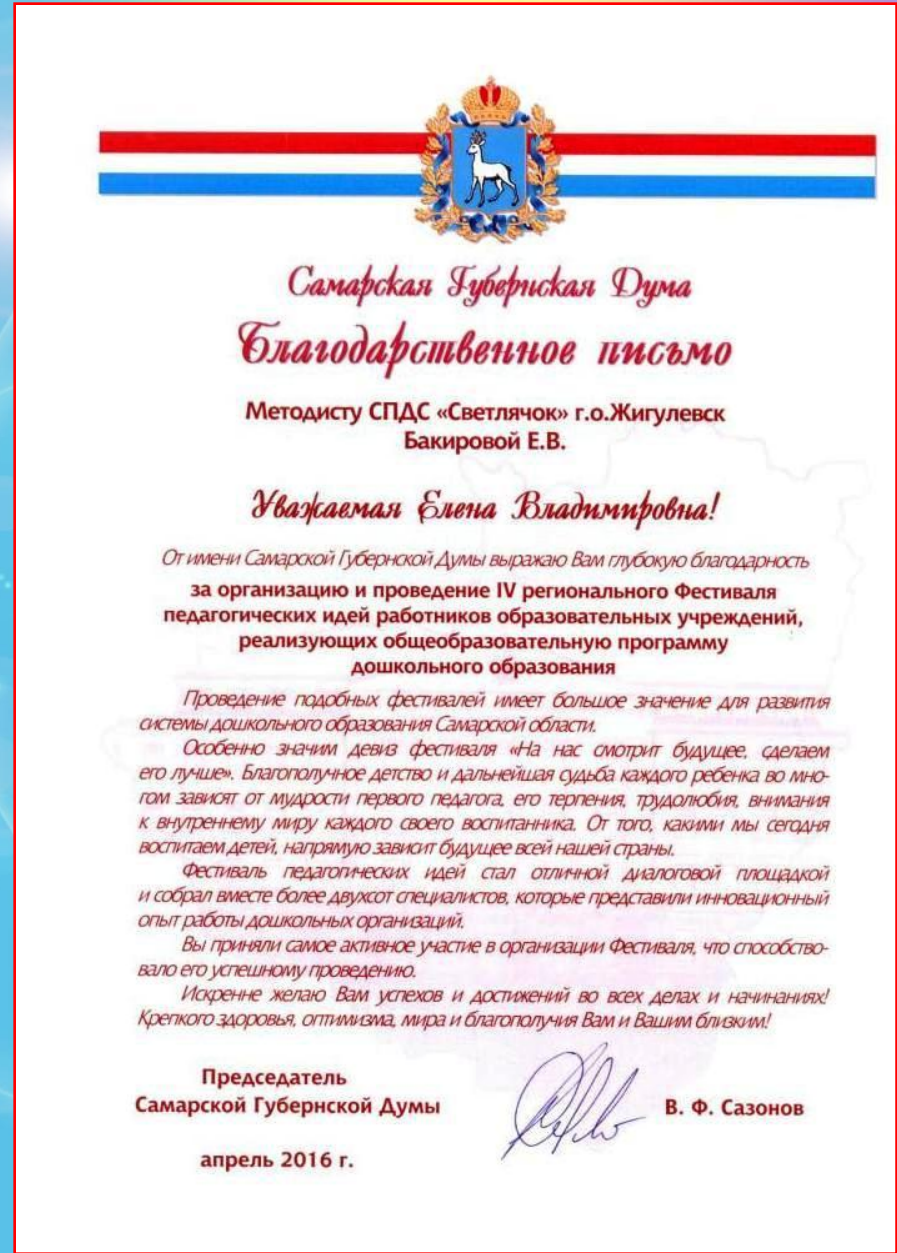 Самарская Губернская Дума
Благодарственное письмо
Методисту СПДС «Светлячок» г.о.Жигулевск
Бакировой Е.В.
Уважаемая Елена Владимировна!
От имени Самарской Губернской Думы выражаю Вам глубокую благодарность
за организацию и проведение IV регионального Фестиваля
педагогических идей работников образовательных учреждений,
реализующих общеобразовательную программу
дошкольного образования
Проведение подобных фестивалей имеет большое значение для развития
системы дошкольного образования Самарской области.
Особенно значим девиз фестиваля «На нас смотрит будущее, сделаем
его лучше». Благополучное детство и дальнейшая судьба каждого ребенка во мно-
гом зависят от мудрости первого педагога, его терпения, трудолюбия, внимания
к внутреннему миру каждого своего воспитанника. От того, какими мы сегодня
воспитаем детей, напрямую зависит будущее всей нашей страны.
Фестиваль педагогических идей стал отличной диалоговой площадкой
и собрал вместе более двухсот специалистов, которые представили инновационный
опыт работы дошкольных организаций.
Вы приняли самое активное участие в организации Фестиваля, что способство-
вало его успешному проведению.
Искренне желаю Вам успехов и достижений во всех делах и начинаниях!
Крепкого здоровья, оптимизма, мира и благополучия Вам и Вашим близким!
Председатель
Самарской Губернской Думы
В. Ф. Сазонов
апрель 2016 г.